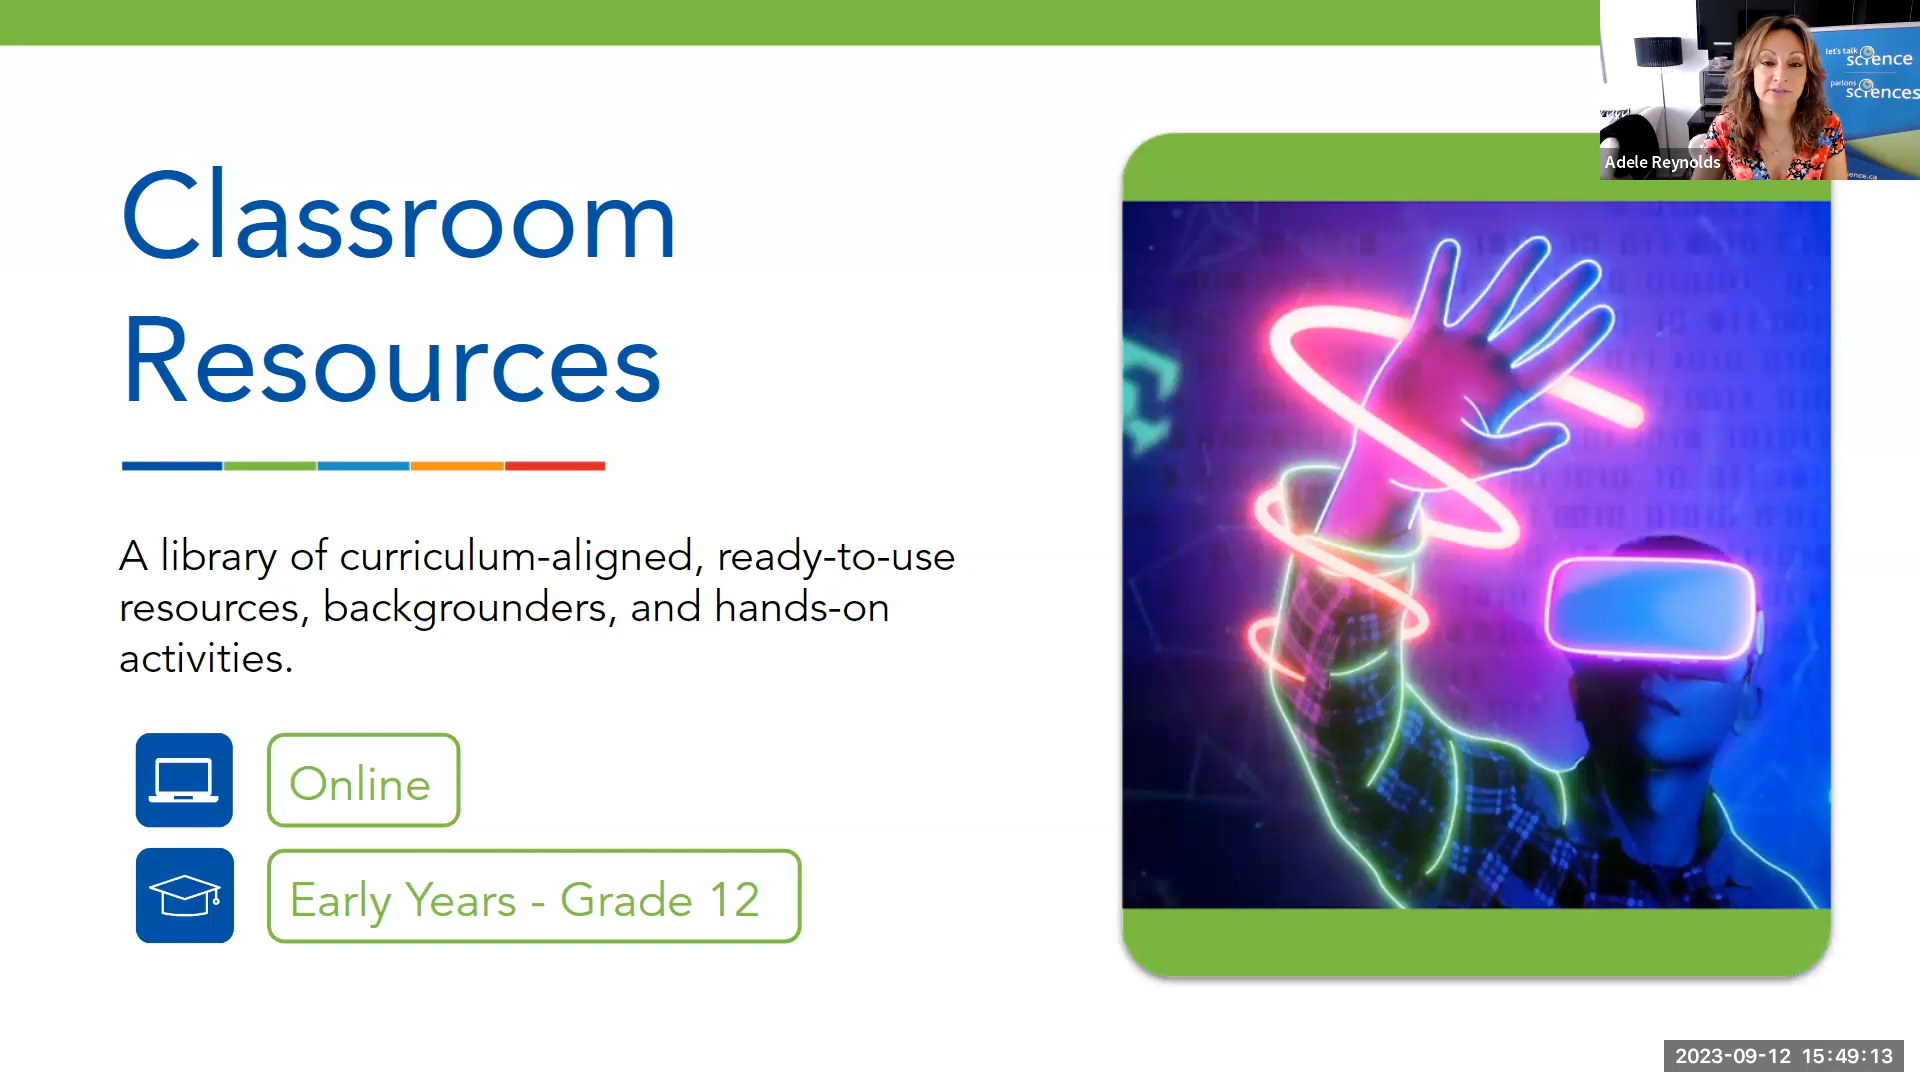 let's talk
science
parlons
sciences
Adele Reynolds
Classroom
Resources
A library of curriculum-aligned, ready-to-use
resources, backgrounders, and hands-on
activities.
Online
Early Years - Grade 12
2023-09-12 15:49:13